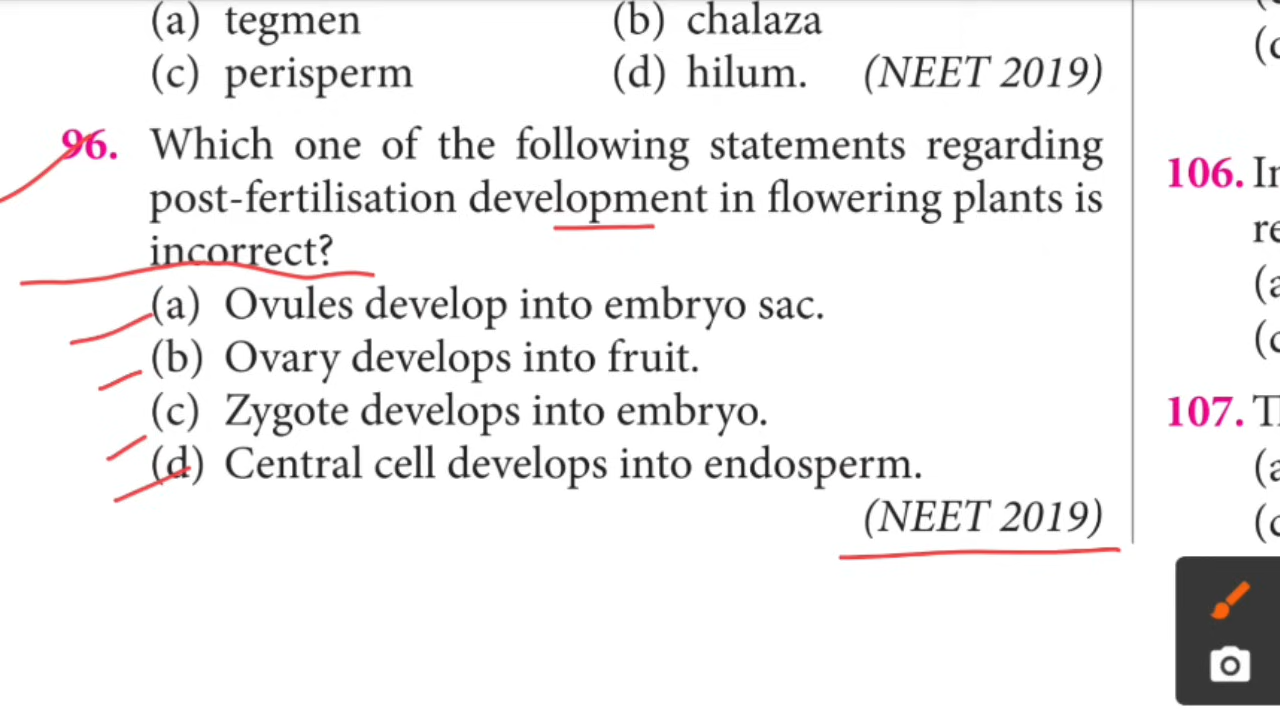 (a) tegmen (b) chalaza
(c) perisperm (d) hilum. (NEET 2019)
96. Which one of the following statements regarding
post-fertilisation development in flowering plants is
incorrect?
(a) Ovules develop into embryo sac.
(b) Ovary develops into fruit.
(c) Zygote develops into embryo.
(d) Central cell develops into endosperm.
(NEET 2019)
106.
107.